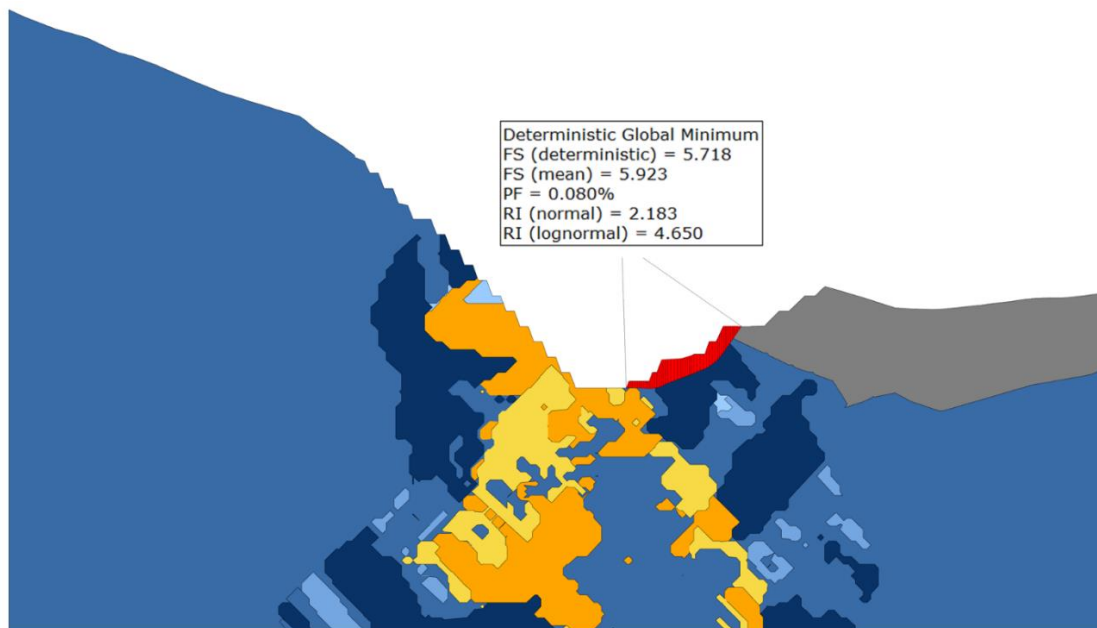 Deterministic Global Minimum
FS (deterministic) = 5.718
FS (mean) = 5.923
PF = 0.080%
RI (normal) = 2.183
RI (lognormal) = 4.650